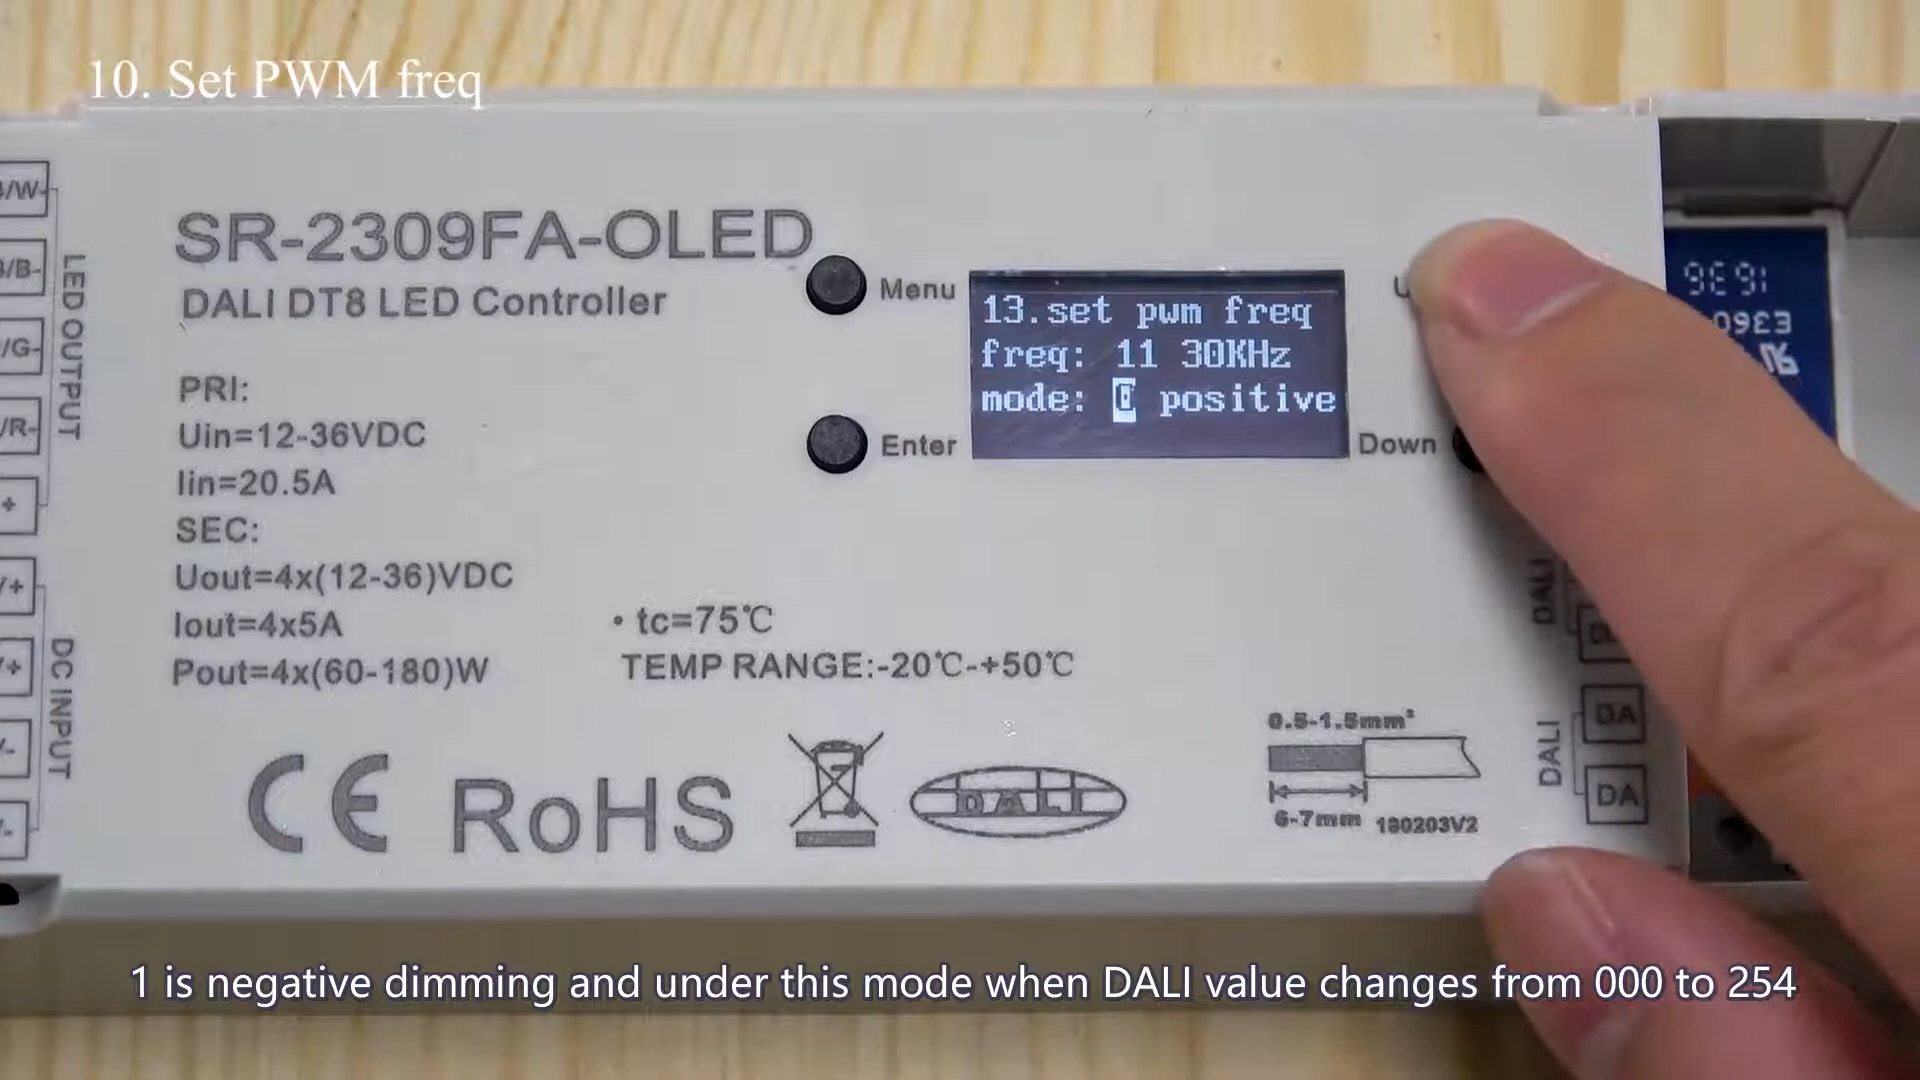 10. Set PWM freq
SR-2309FA-OLED
DALI DT8 LED Controller
PRI:
Uin=12-36VDC
Iin=20.5A
SEC:
Uout=4x(12-36)VDC
Iout=4x5A
Pout=4x(60-180)W
• tc=75℃
TEMP RANGE:-20℃-+50℃
Menu
Enter
13.set pwm freq
freq: 11 30KHz
mode: 0 positive
Down
LED OUTPUT
DC INPUT
CE
RoHS
DALI
0.5-1.5mm²
6-7mm
180203V2
DALI
DALI
DA
DA
1 is negative dimming and under this mode when DALI value changes from 000 to 254